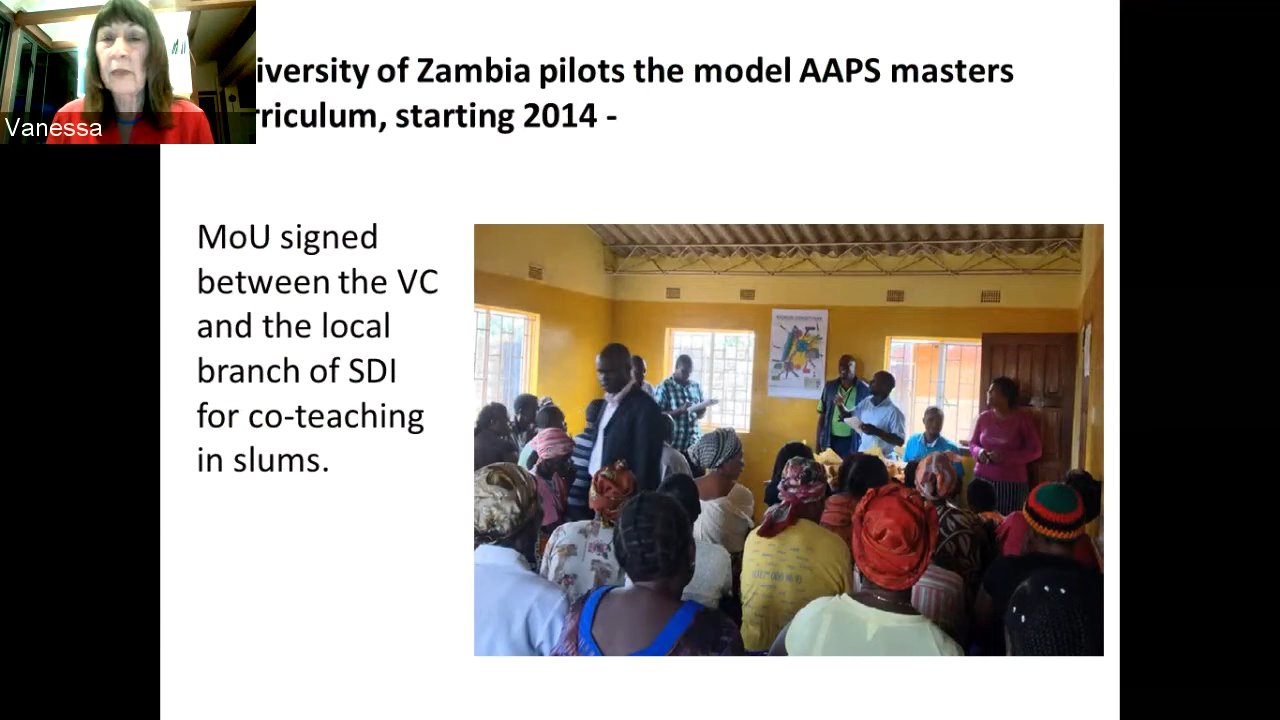 iversity of Zambia pilots the model AAPS masters
rriculum, starting 2014 -
Vanessa
MoU signed
between the VC
and the local
branch of SDI
for co-teaching
in slums.